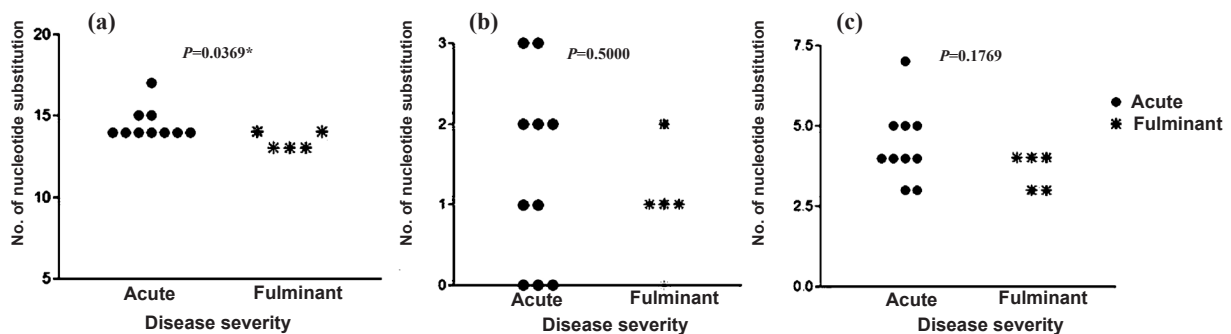 (a)
P=0.0369*
No. of nucleotide substitution
20
15
10
5
Acute
Fulminant
Disease severity
(b)
P=0.5000
No. of nucleotide substitution
3
2
1
0
Acute
Fulminant
Disease severity
(c)
P=0.1769
No. of nucleotide substitution
7.5
5.0
2.5
0.0
Acute
Fulminant
Disease severity
Acute
Fulminant